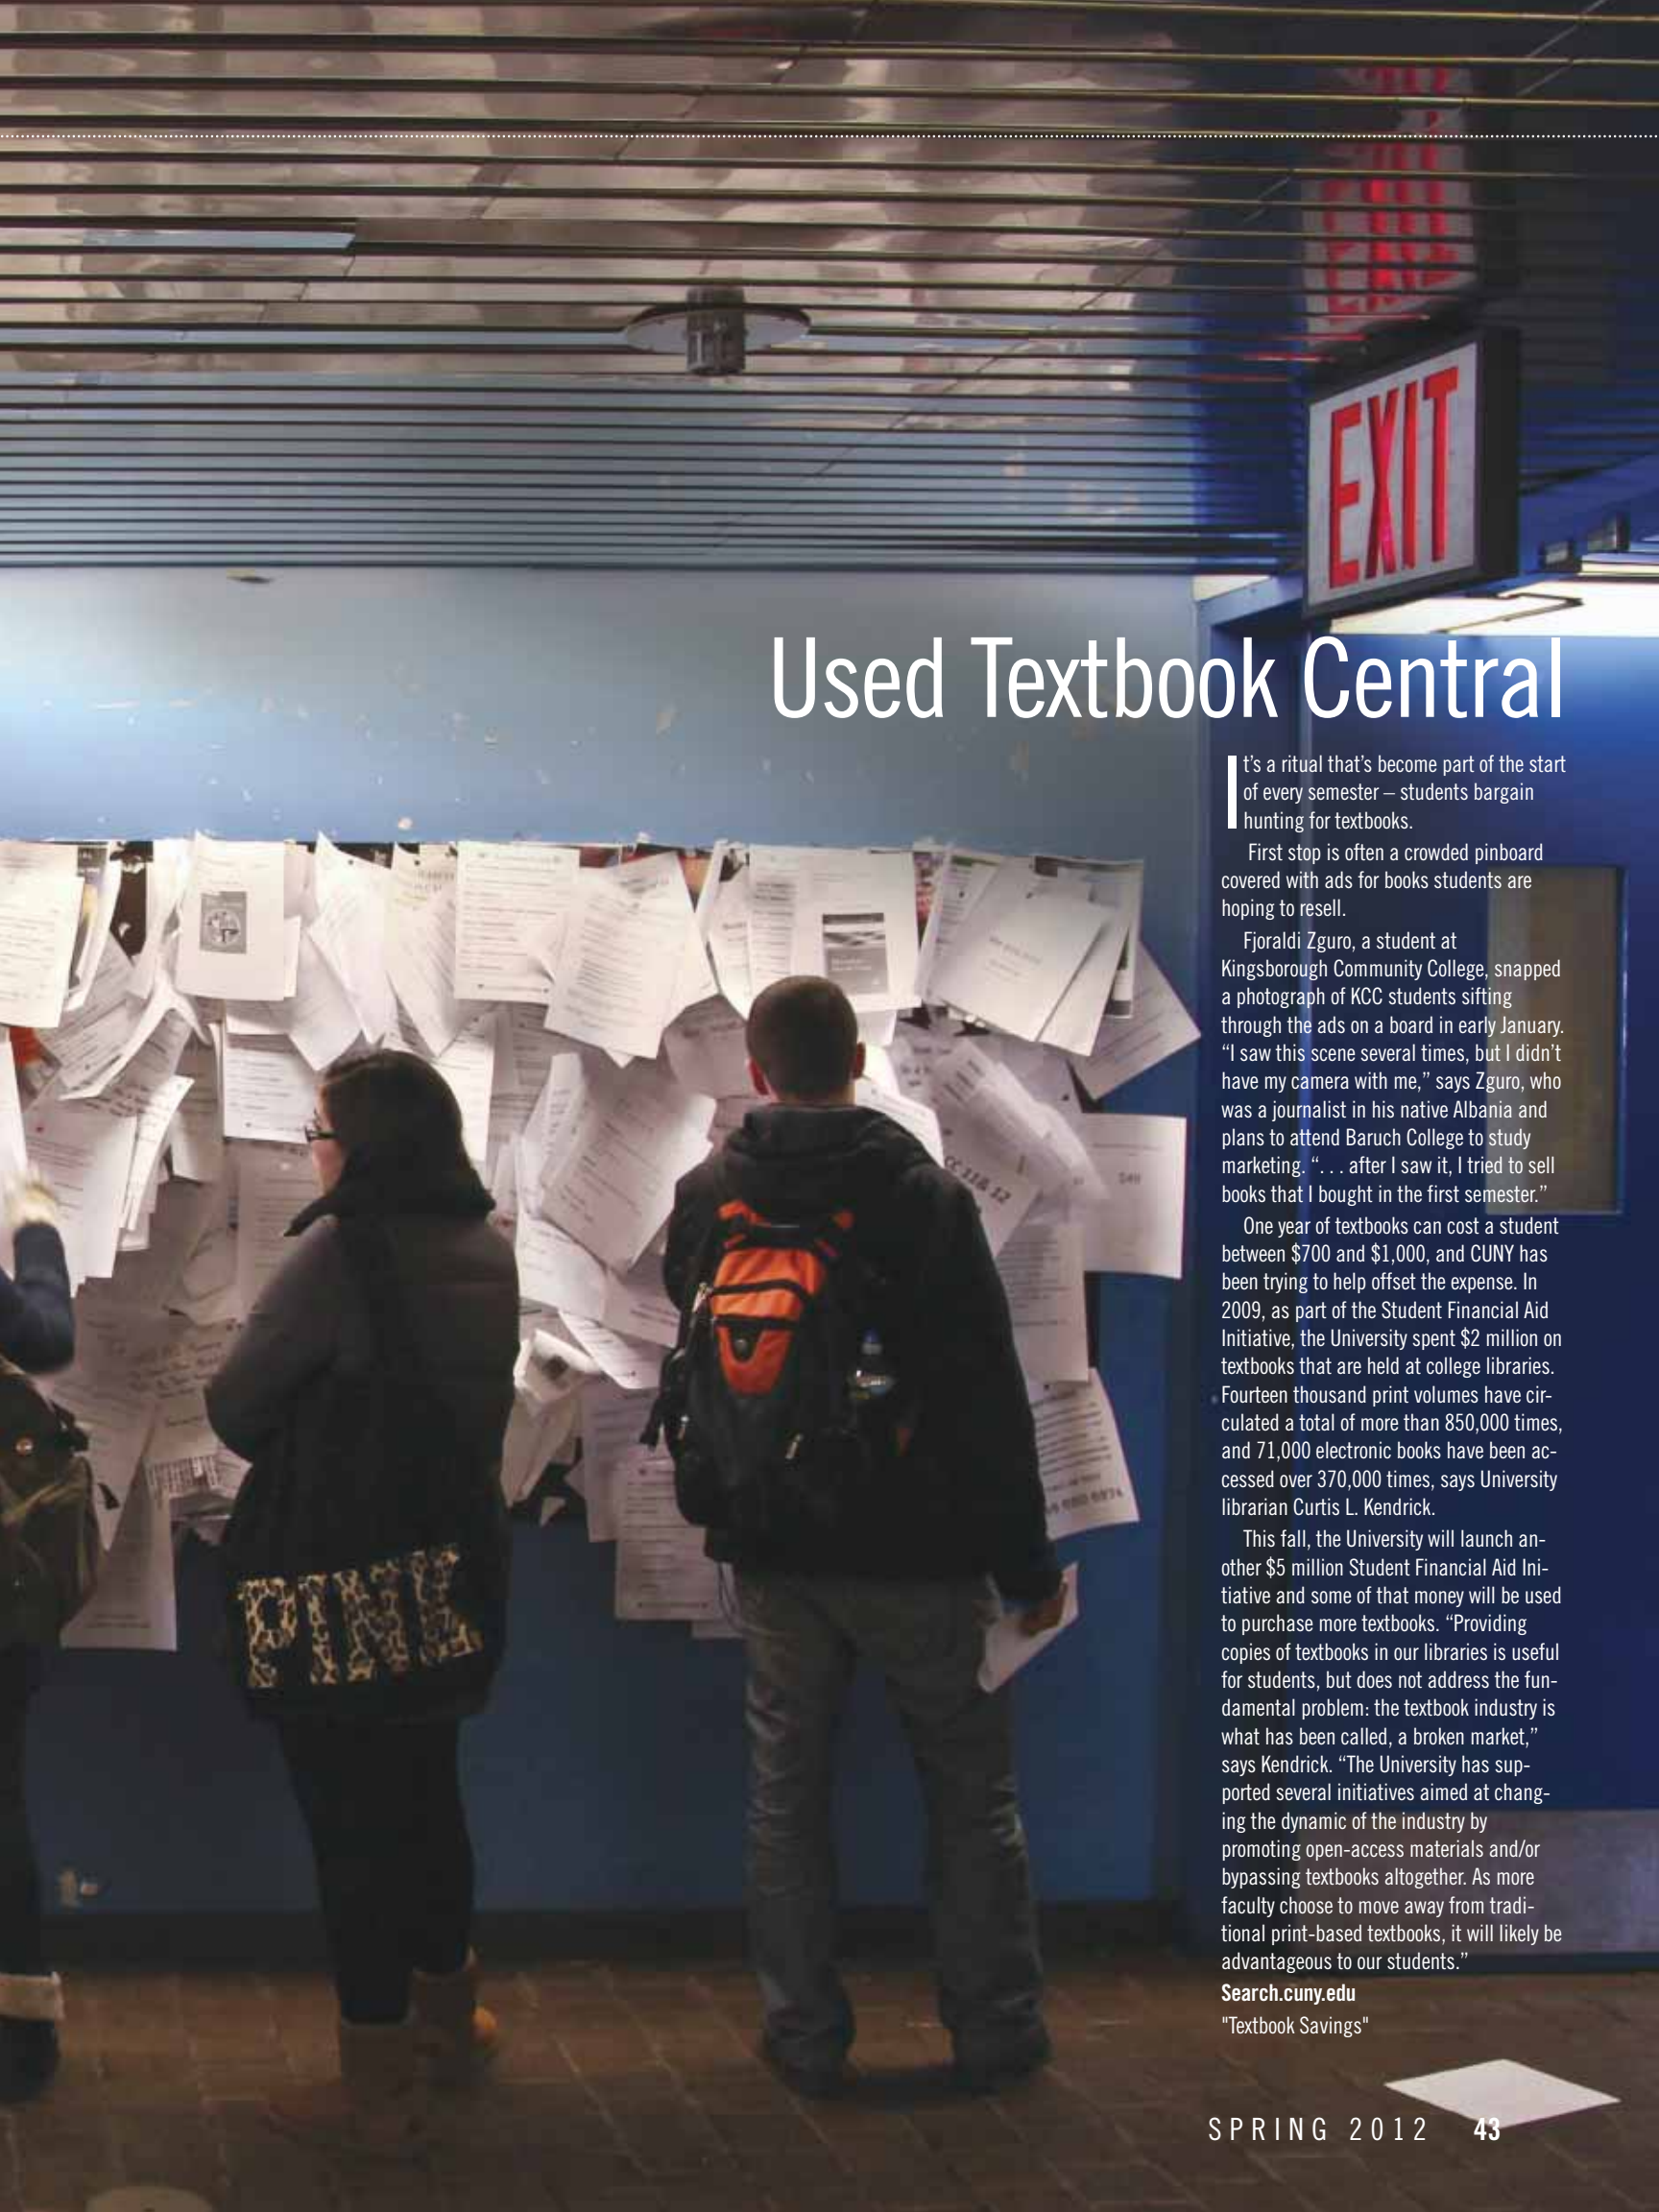 EXIT
Used Textbook Central
It’s a ritual that’s become part of the start
of every semester – students bargain
hunting for textbooks.
First stop is often a crowded pinboard
covered with ads for books students are
hoping to resell.
Fjoraldi Zguro, a student at
Kingsborough Community College, snapped
a photograph of KCC students sifting
through the ads on a board in early January.
“I saw this scene several times, but I didn’t
have my camera with me,” says Zguro, who
was a journalist in his native Albania and
plans to attend Baruch College to study
marketing. “. . . after I saw it, I tried to sell
books that I bought in the first semester.”
One year of textbooks can cost a student
between $700 and $1,000, and CUNY has
been trying to help offset the expense. In
2009, as part of the Student Financial Aid
Initiative, the University spent $2 million on
textbooks that are held at college libraries.
Fourteen thousand print volumes have cir-
culated a total of more than 850,000 times,
and 71,000 electronic books have been ac-
cessed over 370,000 times, says University
librarian Curtis L. Kendrick.
This fall, the University will launch an-
other $5 million Student Financial Aid Ini-
tiative and some of that money will be used
to purchase more textbooks. “Providing
copies of textbooks in our libraries is useful
for students, but does not address the fun-
damental problem: the textbook industry is
what has been called, a broken market,”
says Kendrick. “The University has sup-
ported several initiatives aimed at chang-
ing the dynamic of the industry by
promoting open-access materials and/or
bypassing textbooks altogether. As more
faculty choose to move away from tradi-
tional print-based textbooks, it will likely be
advantageous to our students.”
Search.cuny.edu
"Textbook Savings"
PINK
SPRING 2012 43